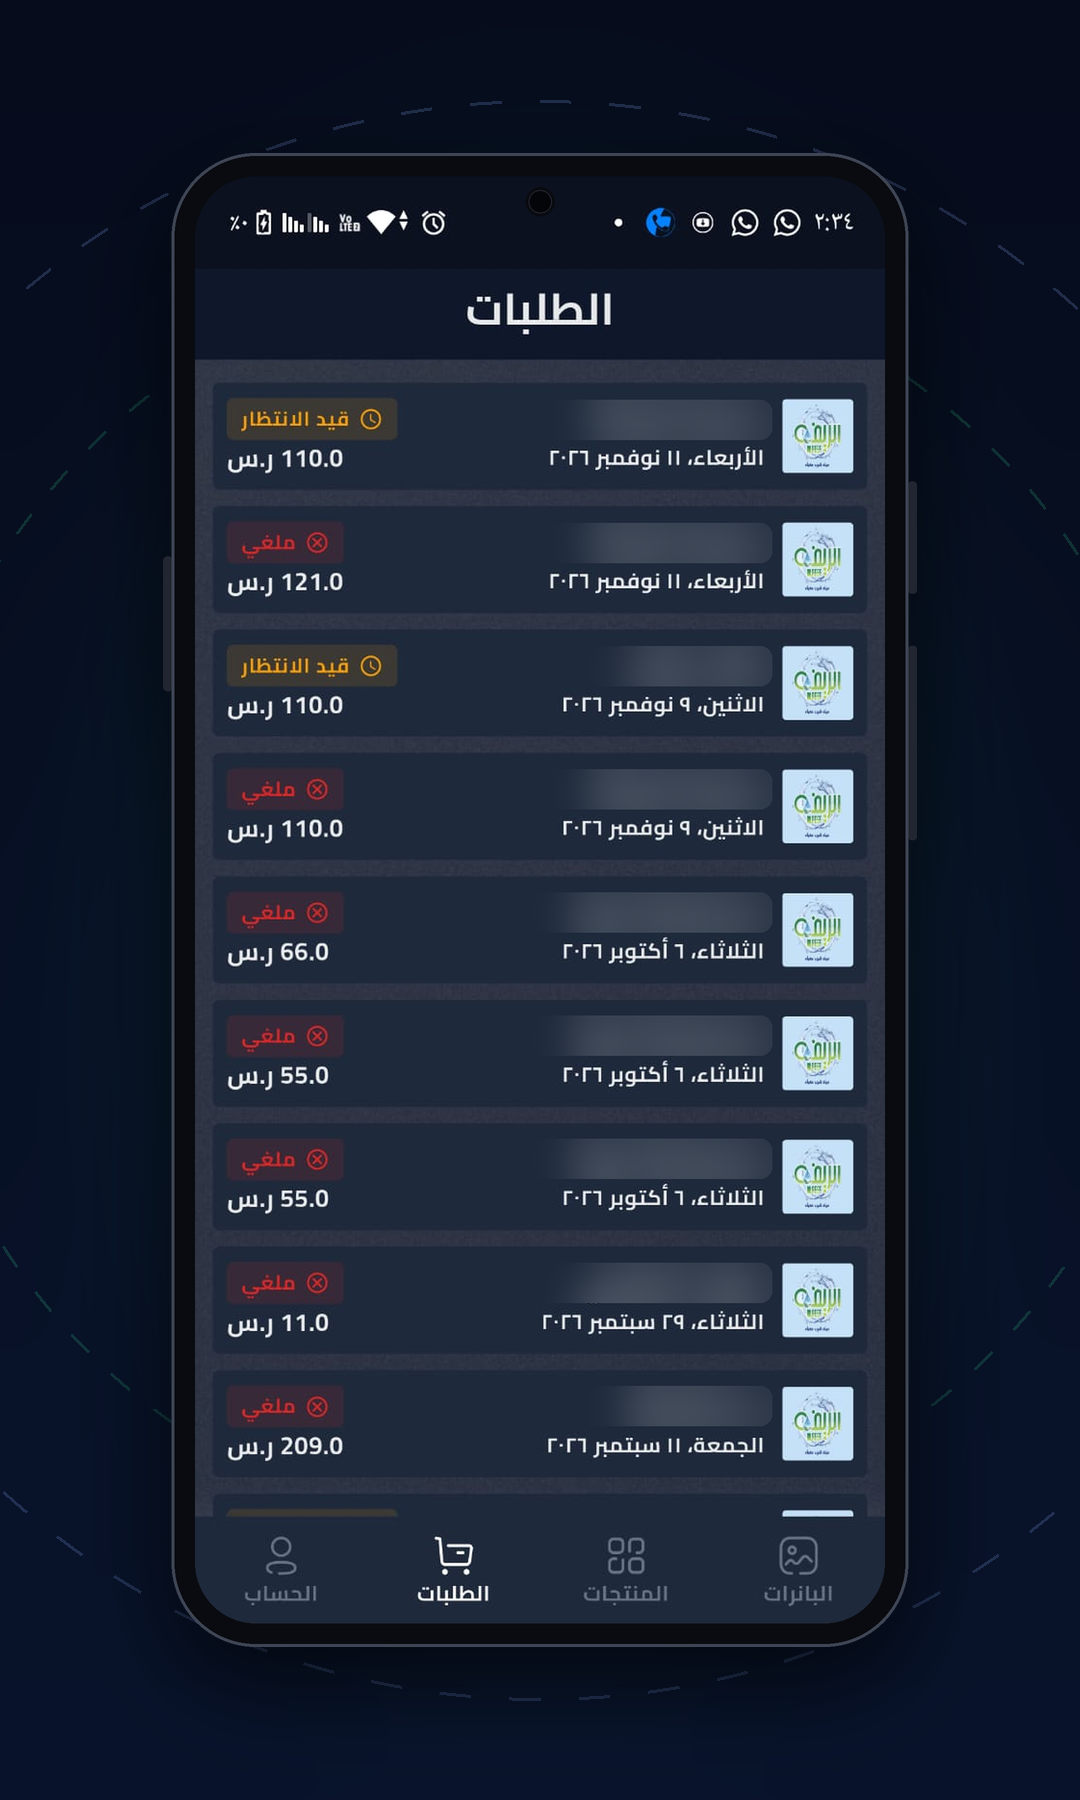 ٢:٣٤
٪٠
الطلبات
قيد الانتظار
الأربعاء، ١١ نوفمبر ٢٠٢٦
110.0 ر.س
ملغي
الأربعاء، ١١ نوفمبر ٢٠٢٦
121.0 ر.س
قيد الانتظار
الاثنين، ٩ نوفمبر ٢٠٢٦
110.0 ر.س
ملغي
الاثنين، ٩ نوفمبر ٢٠٢٦
110.0 ر.س
ملغي
الثلاثاء، ٦ أكتوبر ٢٠٢٦
66.0 ر.س
ملغي
الثلاثاء، ٦ أكتوبر ٢٠٢٦
55.0 ر.س
ملغي
الثلاثاء، ٦ أكتوبر ٢٠٢٦
55.0 ر.س
ملغي
الثلاثاء، ٢٩ سبتمبر ٢٠٢٦
11.0 ر.س
ملغي
الجمعة، ١١ سبتمبر ٢٠٢٦
209.0 ر.س
البانرات
المنتجات
الطلبات
الحساب